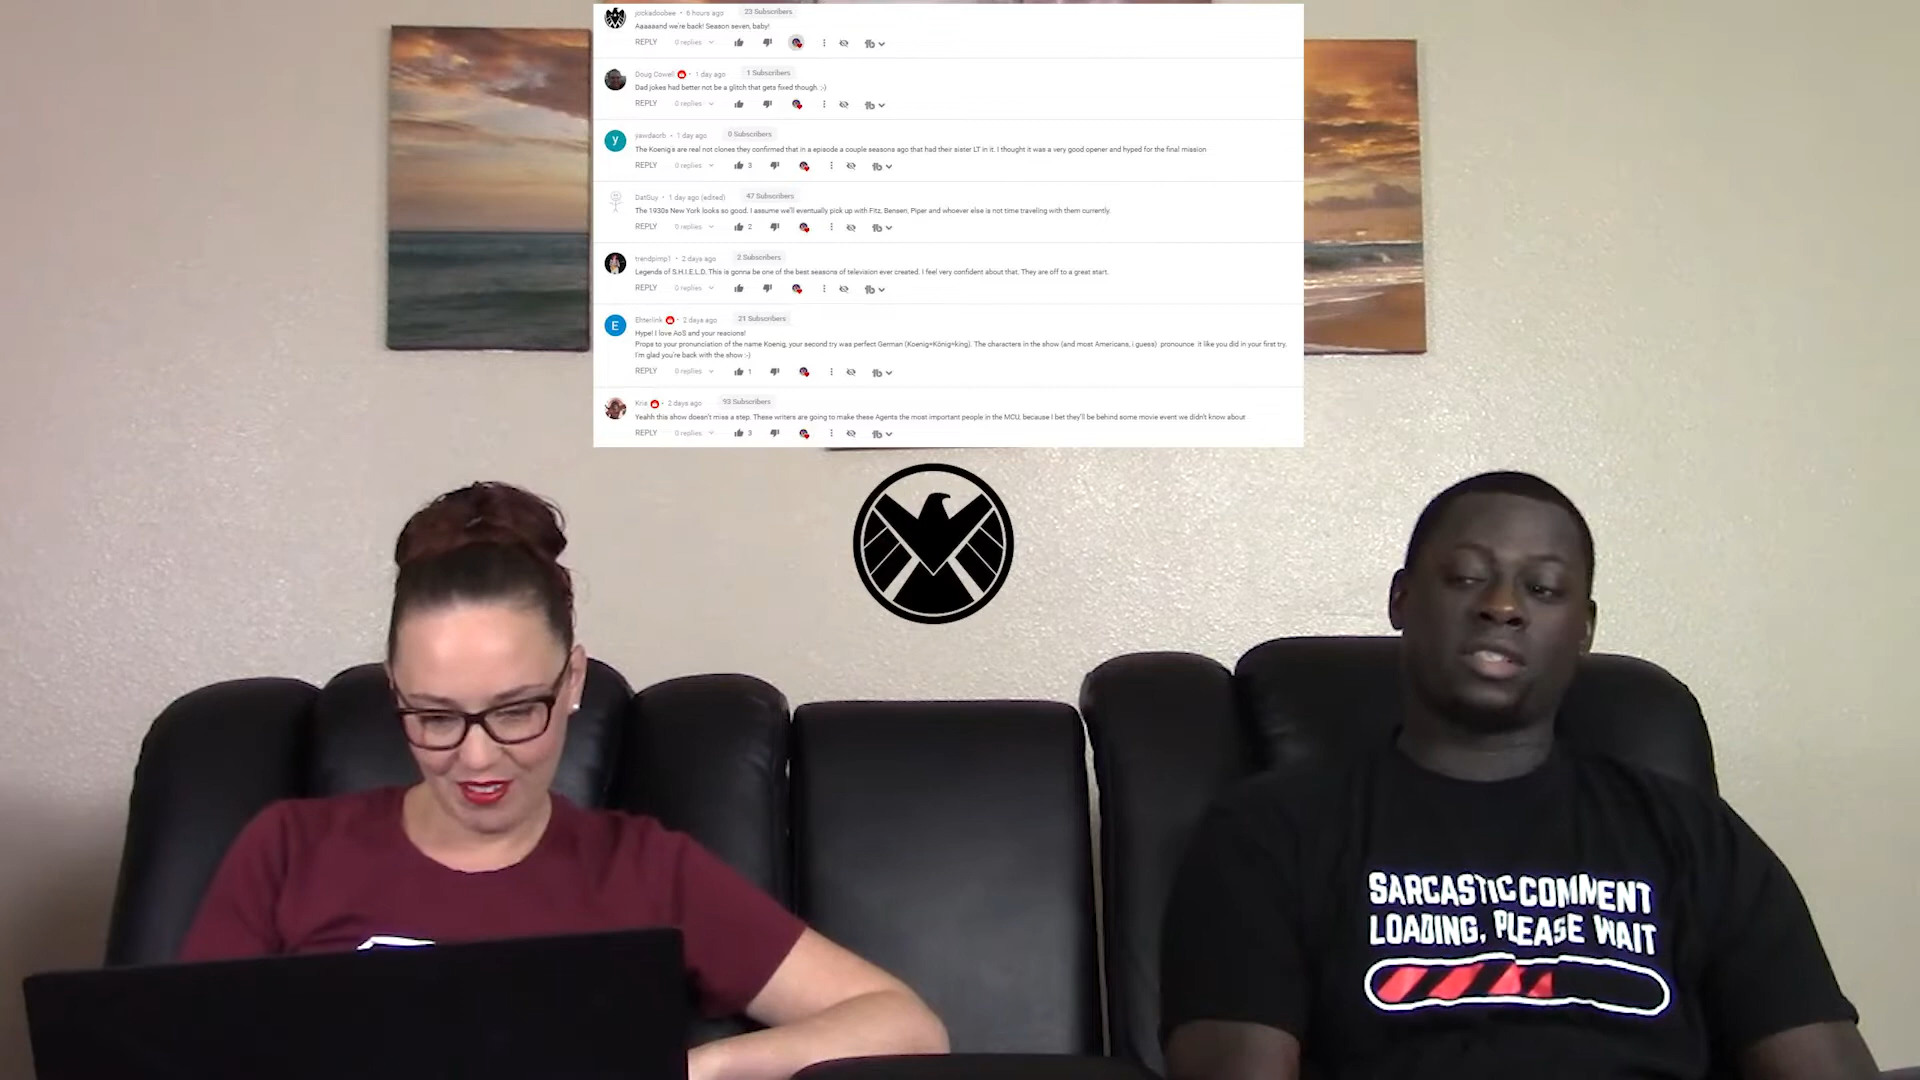 jockadoobee • 6 hours ago 23 Subscribers
Aaaaaand we're back! Season seven, baby!
REPLY 0 replies
Doug Cowell • 1 day ago 1 Subscribers
Dad jokes had better not be a glitch that gets fixed though :-)
REPLY 0 replies
y
yawdaorb • 1 day ago 0 Subscribers
The Koenig's are real not clones they confirmed that in a episode a couple seasons ago that had their sister LT in it. I thought it was a very good opener and hyped for the final mission
REPLY 0 replies 3
DatGuy • 1 day ago (edited) 47 Subscribers
The 1930s New York looks so good. I assume we'll eventually pick up with Fitz, Bensen, Piper and whoever else is not time traveling with them currently.
REPLY 0 replies 2
trendpimp1 • 2 days ago 2 Subscribers
Legends of S.H.I.E.L.D. This is gonna be one of the best seasons of television ever created. I feel very confident about that. They are off to a great start.
REPLY 0 replies
E
Ehterlink • 2 days ago 21 Subscribers
Hype! I love AoS and your reacions!
Props to your pronunciation of the name Koenig, your second try was perfect German (Koenig=König=king). The characters in the show (and most Americans, i guess) pronounce it like you did in your first try.
I'm glad you're back with the show :-)
REPLY 0 replies 1
Kris • 2 days ago 93 Subscribers
Yeahh this show doesn't miss a step. These writers are going to make these Agents the most important people in the MCU, because I bet they'll be behind some movie event we didn't know about
REPLY 0 replies 3
SARCASTIC COMMENT
LOADING, PLEASE WAIT